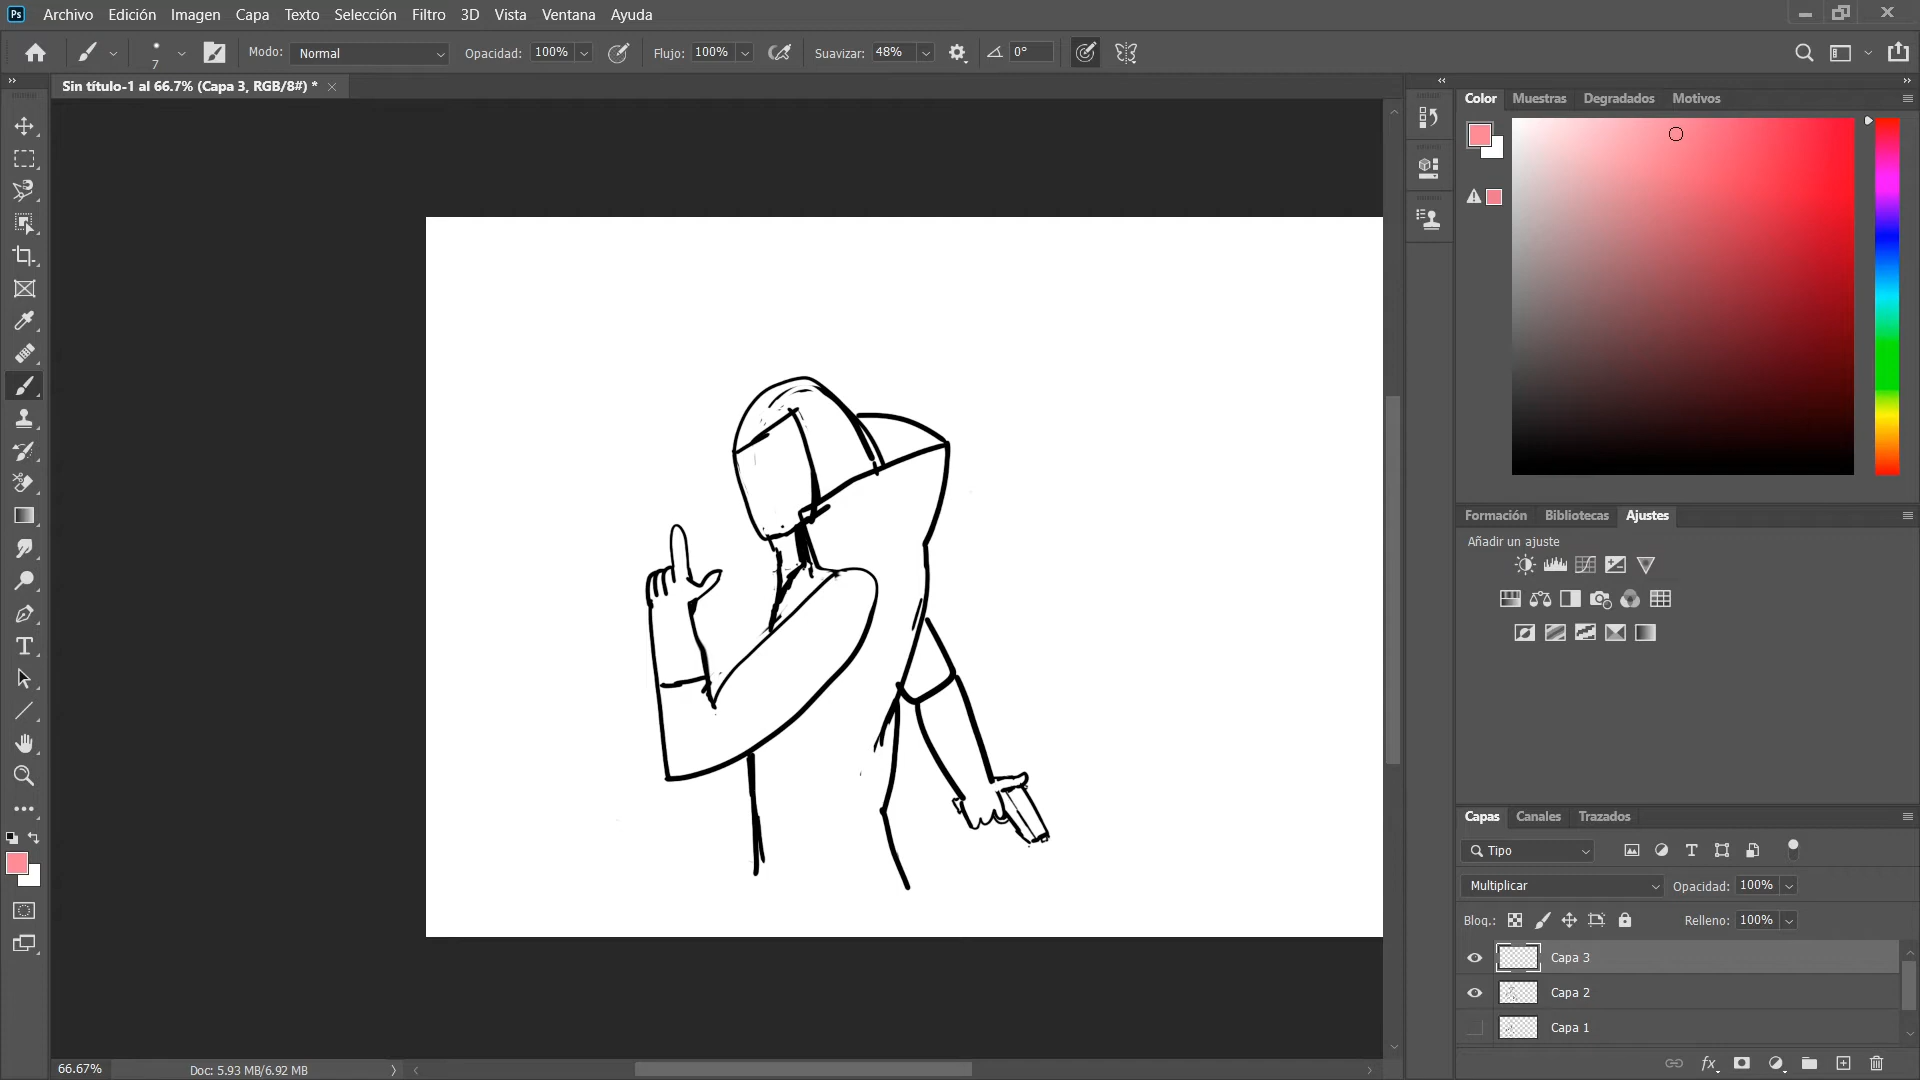 Ps Archivo Edición Imagen Capa Texto Selección Filtro 3D Vista Ventana Ayuda
7 Modo: Normal Opacidad: 100% Flujo: 100% Suavizar: 48% 0°
Sin título-1 al 66.7% (Capa 3, RGB/8#) *
Color Muestras Degradados Motivos
Formación Bibliotecas Ajustes
Añadir un ajuste
Capas Canales Trazados
Tipo
Multiplicar Opacidad: 100%
Bloq.: Relleno: 100%
Capa 3
Capa 2
Capa 1
fx
66.67% Doc: 5.93 MB/6.92 MB